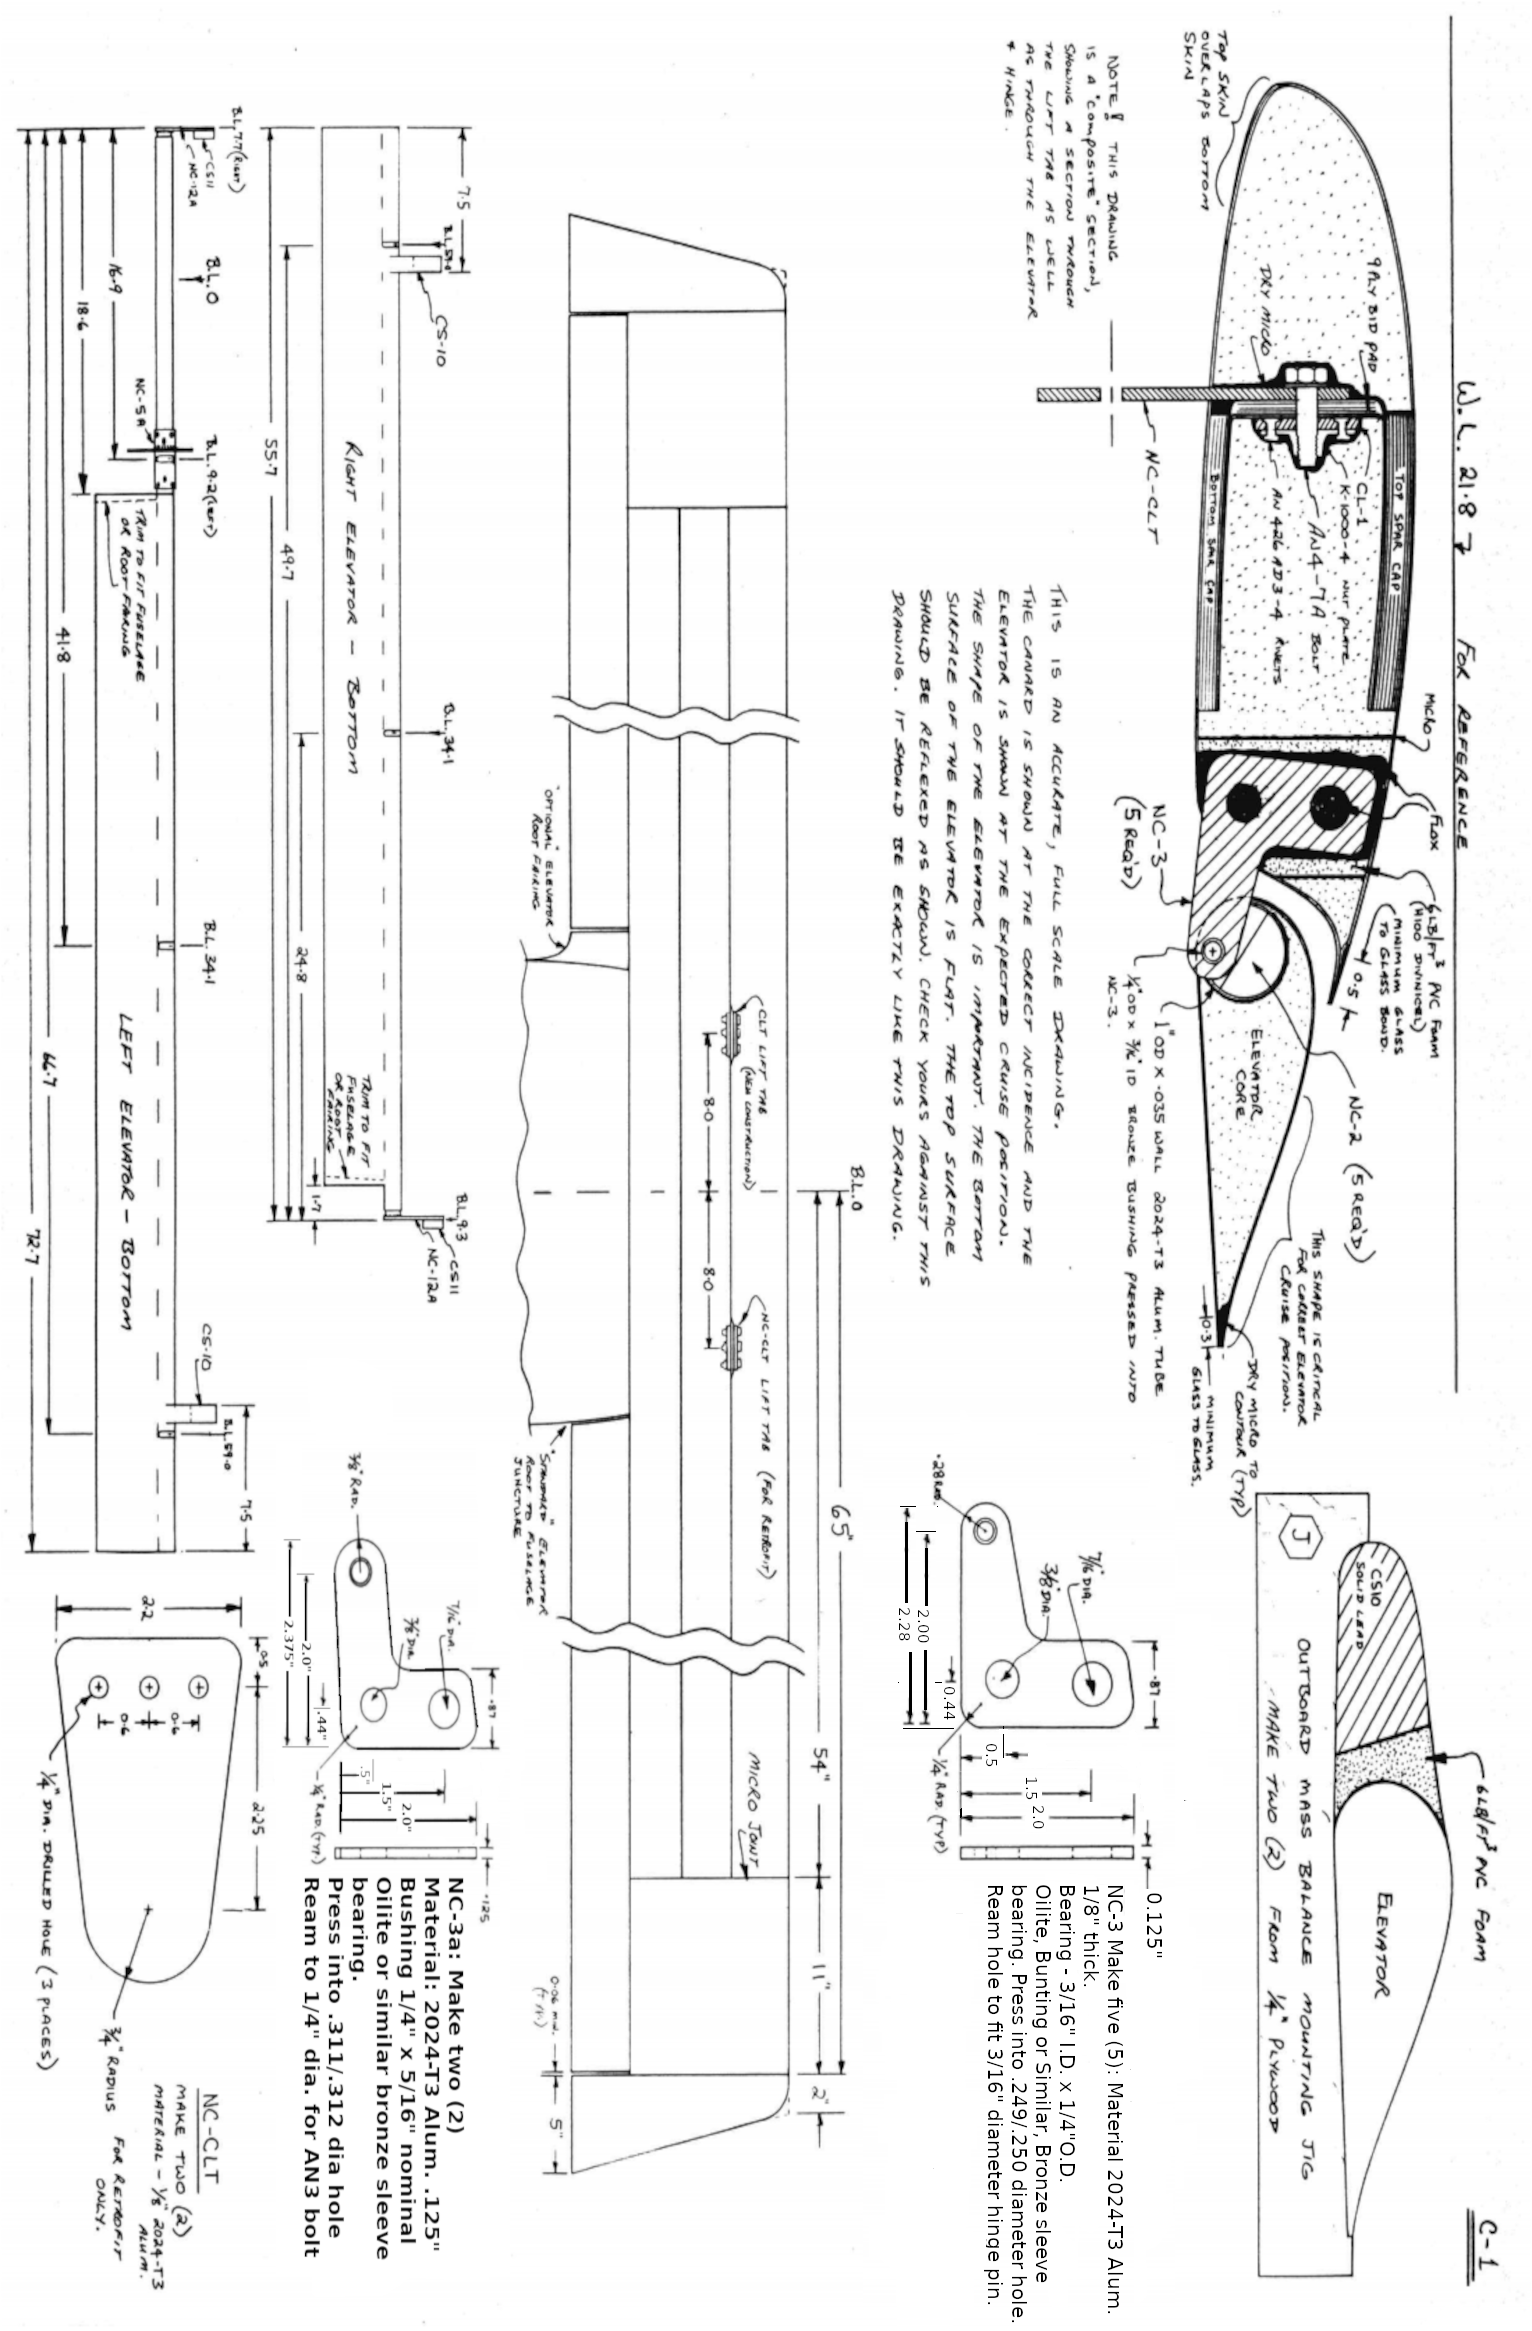 C-1
W.L. 21.8
FOR REFERENCE
TOP SKIN
OVERLAPS BOTTOM
SKIN
9 PLY BID PAD
DRY MICRO
CL-1
K-1000-4 NUT PLATE
AN4-7A BOLT
AN 426 AD3-4 RIVETS
TOP SPAR CAP
BOTTOM SPAR CAP
NC-CLT
MICRO
FLOX
6LB/FT³ PVC FOAM
(H100 DIVINICEL)
MINIMUM GLASS
TO GLASS BOND.
0.5
NC-3
(5 REQ'D)
NC-2 (5 REQ'D)
ELEVATOR
CORE
1" OD X .035 WALL 2024-T3 ALUM. TUBE
1/4" OD X 3/16" ID BRONZE BUSHING PRESSED INTO
NC-3.
THIS SHAPE IS CRITICAL
FOR CORRECT ELEVATOR
CRUISE POSITION.
DRY MICRO TO
CONTOUR (TYP)
0.3
MINIMUM
GLASS TO GLASS.
NOTE! THIS DRAWING
IS A "COMPOSITE" SECTION,
SHOWING A SECTION THROUGH
THE LIFT TAB AS WELL
AS THROUGH THE ELEVATOR
& HINGE.
THIS IS AN ACCURATE, FULL SCALE DRAWING.
THE CANARD IS SHOWN AT THE CORRECT INCIDENCE AND THE
ELEVATOR IS SHOWN AT THE EXPECTED CRUISE POSITION.
THE SHAPE OF THE ELEVATOR IS IMPORTANT. THE BOTTOM
SURFACE OF THE ELEVATOR IS FLAT. THE TOP SURFACE
SHOULD BE REFLEXED AS SHOWN. CHECK YOURS AGAINST THIS
DRAWING. IT SHOULD BE EXACTLY LIKE THIS DRAWING.
J
CS10
SOLID LEAD
6LB/FT³ PVC FOAM
ELEVATOR
OUTBOARD MASS BALANCE MOUNTING JIG
MAKE TWO (2) FROM 1/4" PLYWOOD
.28 RAD.
7/16 DIA.
3/8" DIA.
.87
2.00
2.28
0.44
1/4" RAD. (TYP)
0.5
1.5
2.0
0.125"
NC-3 Make five (5): Material 2024-T3 Alum.
1/8" thick.
Bearing - 3/16" I.D. x 1/4"O.D.
Oilite, Bunting or Similar, Bronze sleeve
bearing. Press into .249/.250 diameter hole.
Ream hole to fit 3/16" diameter hinge pin.
B.L.0
65"
54"
11"
2"
5"
0.06 MIN.
(TYP)
MICRO JOINT
8.0
8.0
CLT LIFT TAB
(NEW CONSTRUCTION)
NC-CLT LIFT TAB (FOR RETROFIT)
"OPTIONAL" ELEVATOR
ROOT FAIRING
"STANDARD" ELEVATOR
ROOT TO FUSELAGE
JUNCTURE
7.5
B.L. 59.0
CS-10
B.L. 34.1
RIGHT ELEVATOR - BOTTOM
49.7
55.7
24.8
TRIM TO FIT
FUSELAGE
OR ROOT
FAIRING
1.7
B.L. 9.3
CS11
NC-12A
B.L. 7.7 (RIGHT)
CS11
NC-12A
B.L. 0
16.9
18.6
NC-5A
B.L. 9.2 (LEFT)
TRIM TO FIT FUSELAGE
OR ROOT FAIRING
41.8
B.L. 34.1
LEFT ELEVATOR - BOTTOM
66.7
72.7
CS-10
B.L. 59.0
7.5
3/8" RAD.
7/16" DIA.
3/8" DIA
.87
2.0"
2.375"
.44"
1/4" RAD. (TYP.)
.5"
1.5"
2.0"
.125
NC-3a: Make two (2)
Material: 2024-T3 Alum. .125"
Bushing 1/4" x 5/16" nominal
Oilite or similar bronze sleeve
bearing.
Press into .311/.312 dia hole
Ream to 1/4" dia. for AN3 bolt
2.2
0.5
0.6
0.6
2.25
1/4" DIA. DRILLED HOLE (3 PLACES)
3/4" RADIUS
NC-CLT
MAKE TWO (2)
MATERIAL - 1/8" 2024-T3
ALUM.
FOR RETROFIT
ONLY.